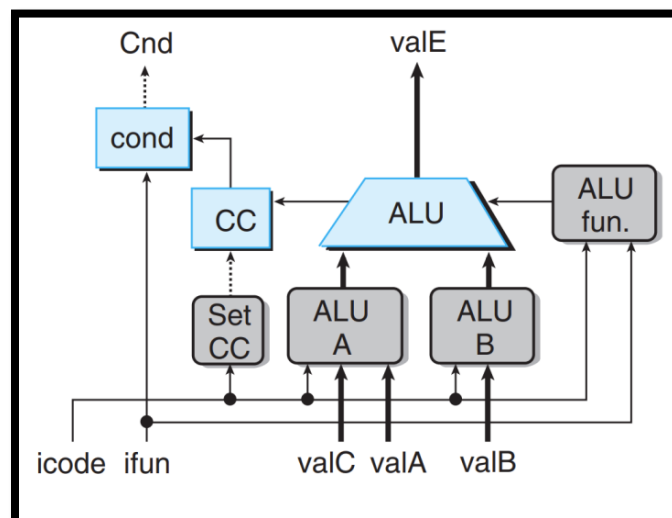 Cnd
valE
cond
CC
ALU
ALU
fun.
Set
CC
ALU
A
ALU
B
icode
ifun
valC
valA
valB